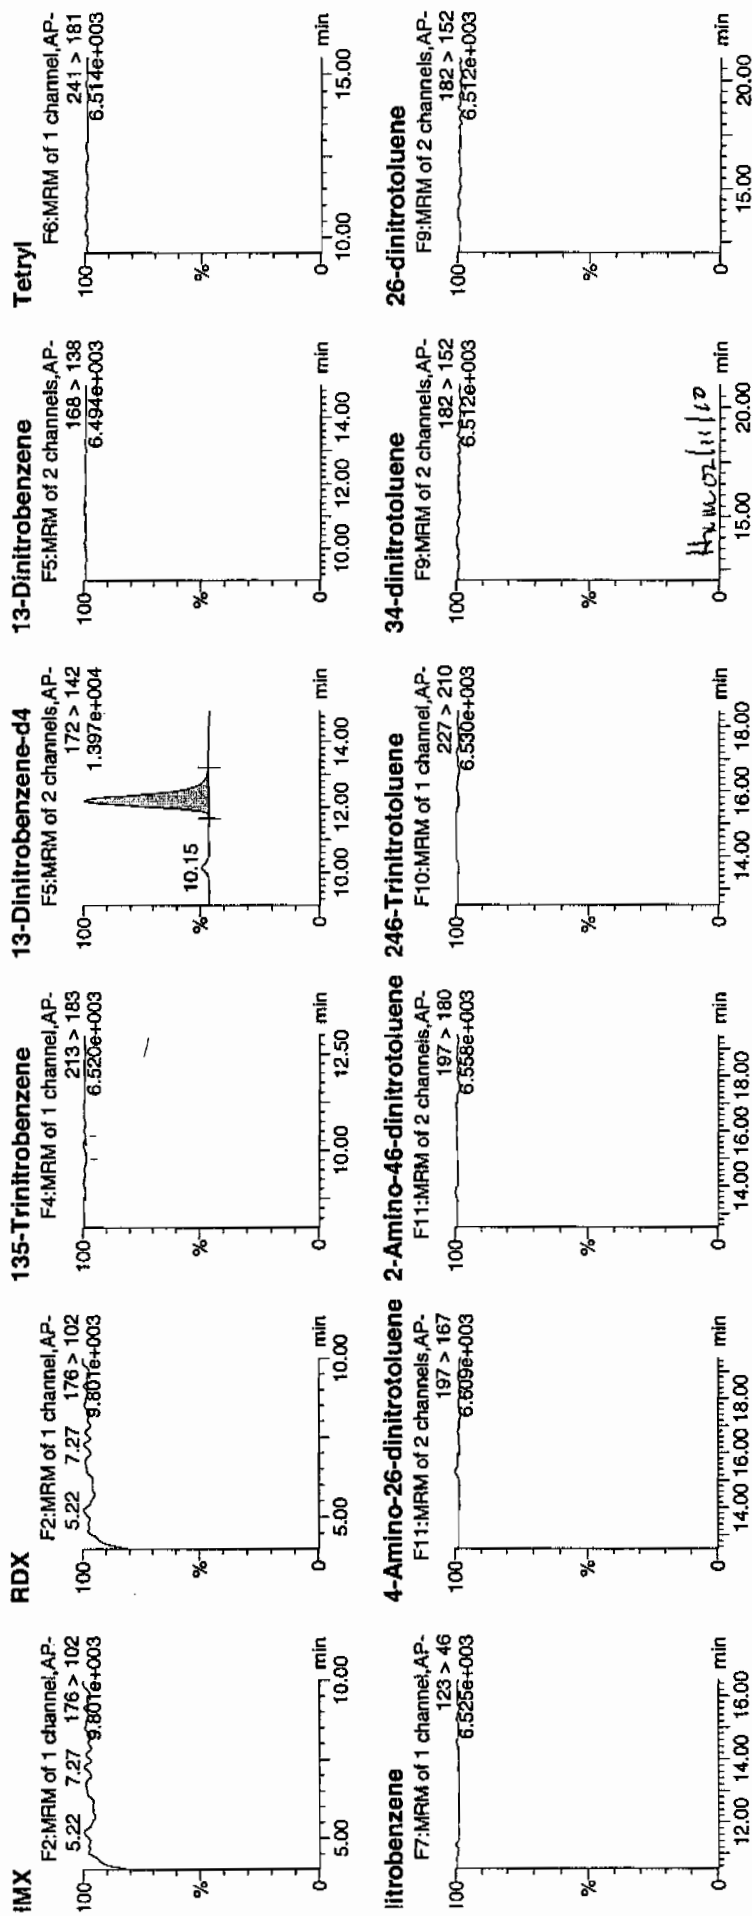 HMX
F2:MRM of 1 channel,AP-
5.22 7.27 176 > 102
9.801e+003
100
%
0
5.00 10.00 min
RDX
F2:MRM of 1 channel,AP-
5.22 7.27 176 > 102
9.801e+003
100
%
0
5.00 10.00 min
135-Trinitrobenzene
F4:MRM of 1 channel,AP-
213 > 183
6.520e+003
100
%
0
10.00 12.50 min
13-Dinitrobenzene-d4
F5:MRM of 2 channels,AP-
172 > 142
1.397e+004
100
%
10.15
0
10.00 12.00 14.00 min
13-Dinitrobenzene
F5:MRM of 2 channels,AP-
168 > 138
6.494e+003
100
%
0
10.00 12.00 14.00 min
Tetryl
F6:MRM of 1 channel,AP-
241 > 181
6.514e+003
100
%
0
10.00 15.00 min
litrobenzene
F7:MRM of 1 channel,AP-
123 > 46
6.525e+003
100
%
0
12.00 14.00 16.00 min
4-Amino-26-dinitrotoluene
F11:MRM of 2 channels,AP-
197 > 167
6.609e+003
100
%
0
14.00 16.00 18.00 min
2-Amino-46-dinitrotoluene
F11:MRM of 2 channels,AP-
197 > 180
6.558e+003
100
%
0
14.00 16.00 18.00 min
246-Trinitrotoluene
F10:MRM of 1 channel,AP-
227 > 210
6.530e+003
100
%
0
14.00 16.00 18.00 min
34-dinitrotoluene
F9:MRM of 2 channels,AP-
182 > 152
6.512e+003
100
%
02/11/10
0
15.00 20.00 min
26-dinitrotoluene
F9:MRM of 2 channels,AP-
182 > 152
6.512e+003
100
%
0
15.00 20.00 min